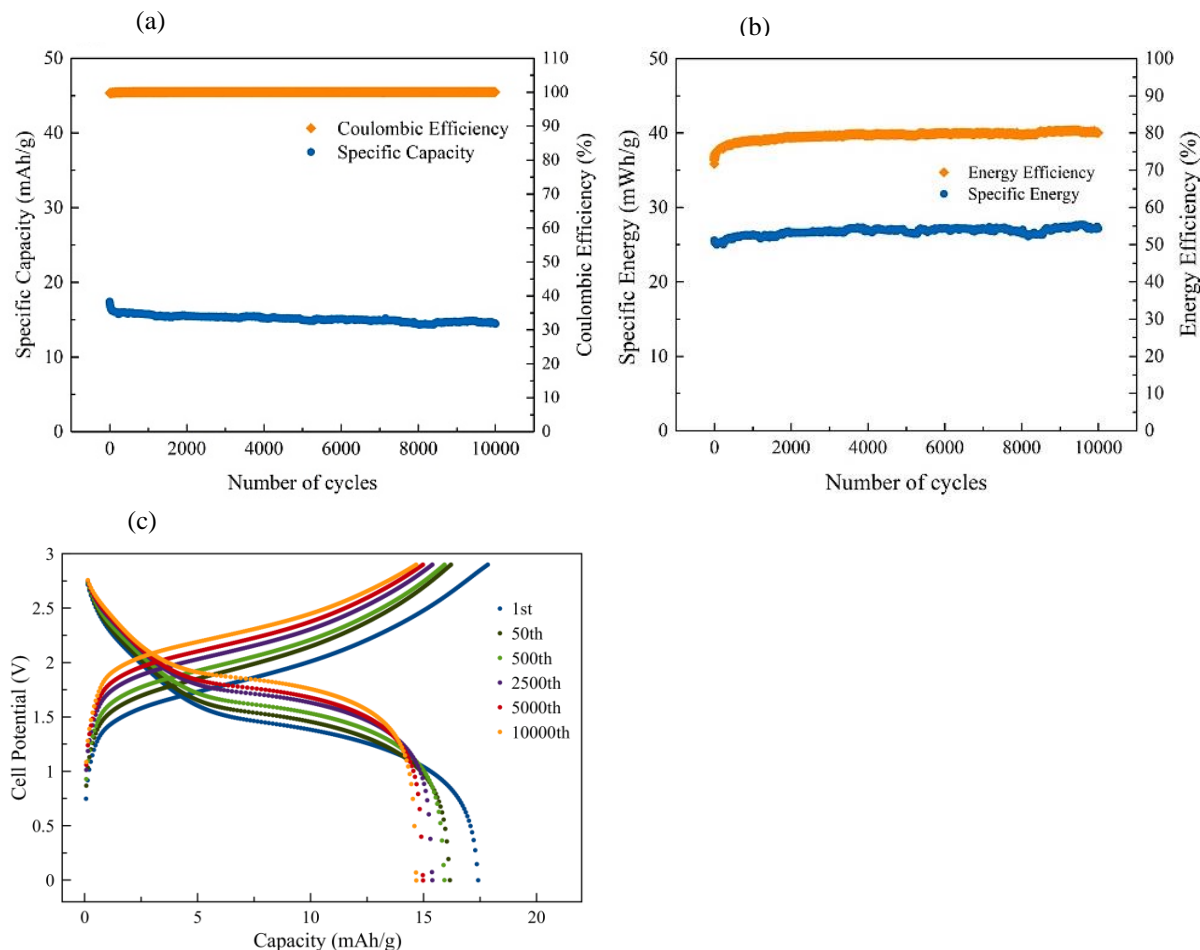 (a)
50
40
30
20
10
0
Specific Capacity (mAh/g)
110
100
90
80
70
60
50
40
30
20
10
0
Coulombic Efficiency (%)
Coulombic Efficiency
Specific Capacity
0 2000 4000 6000 8000 10000
Number of cycles
(b)
50
40
30
20
10
0
Specific Energy (mWh/g)
100
90
80
70
60
50
40
30
20
10
0
Energy Efficiency (%)
Energy Efficiency
Specific Energy
0 2000 4000 6000 8000 10000
Number of cycles
(c)
3
2.5
2
1.5
1
0.5
0
Cell Potential (V)
1st
50th
500th
2500th
5000th
10000th
0 5 10 15 20
Capacity (mAh/g)